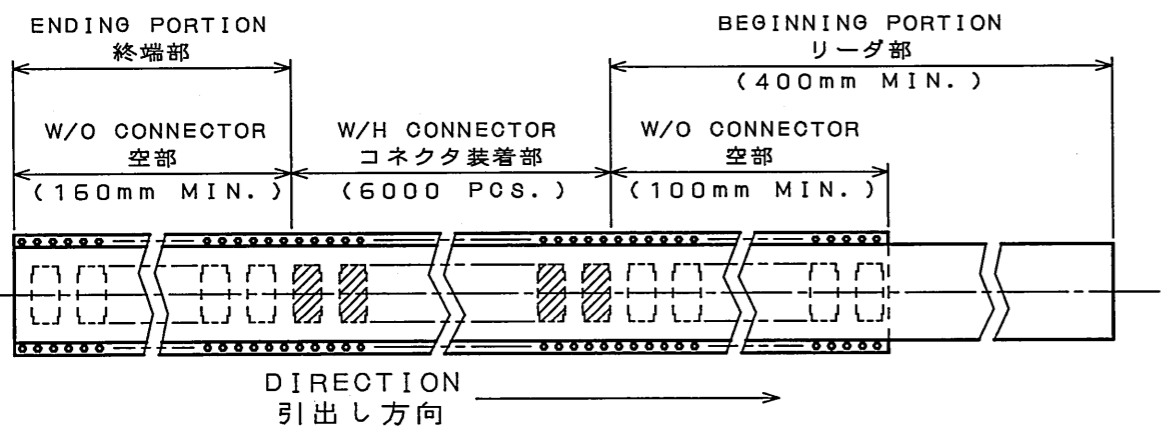 ENDING PORTION
終端部
BEGINNING PORTION
リーダ部
(400mm MIN.)
W/O CONNECTOR
空部
(160mm MIN.)
W/H CONNECTOR
コネクタ装着部
(6000 PCS.)
W/O CONNECTOR
空部
(100mm MIN.)
DIRECTION
引出し方向